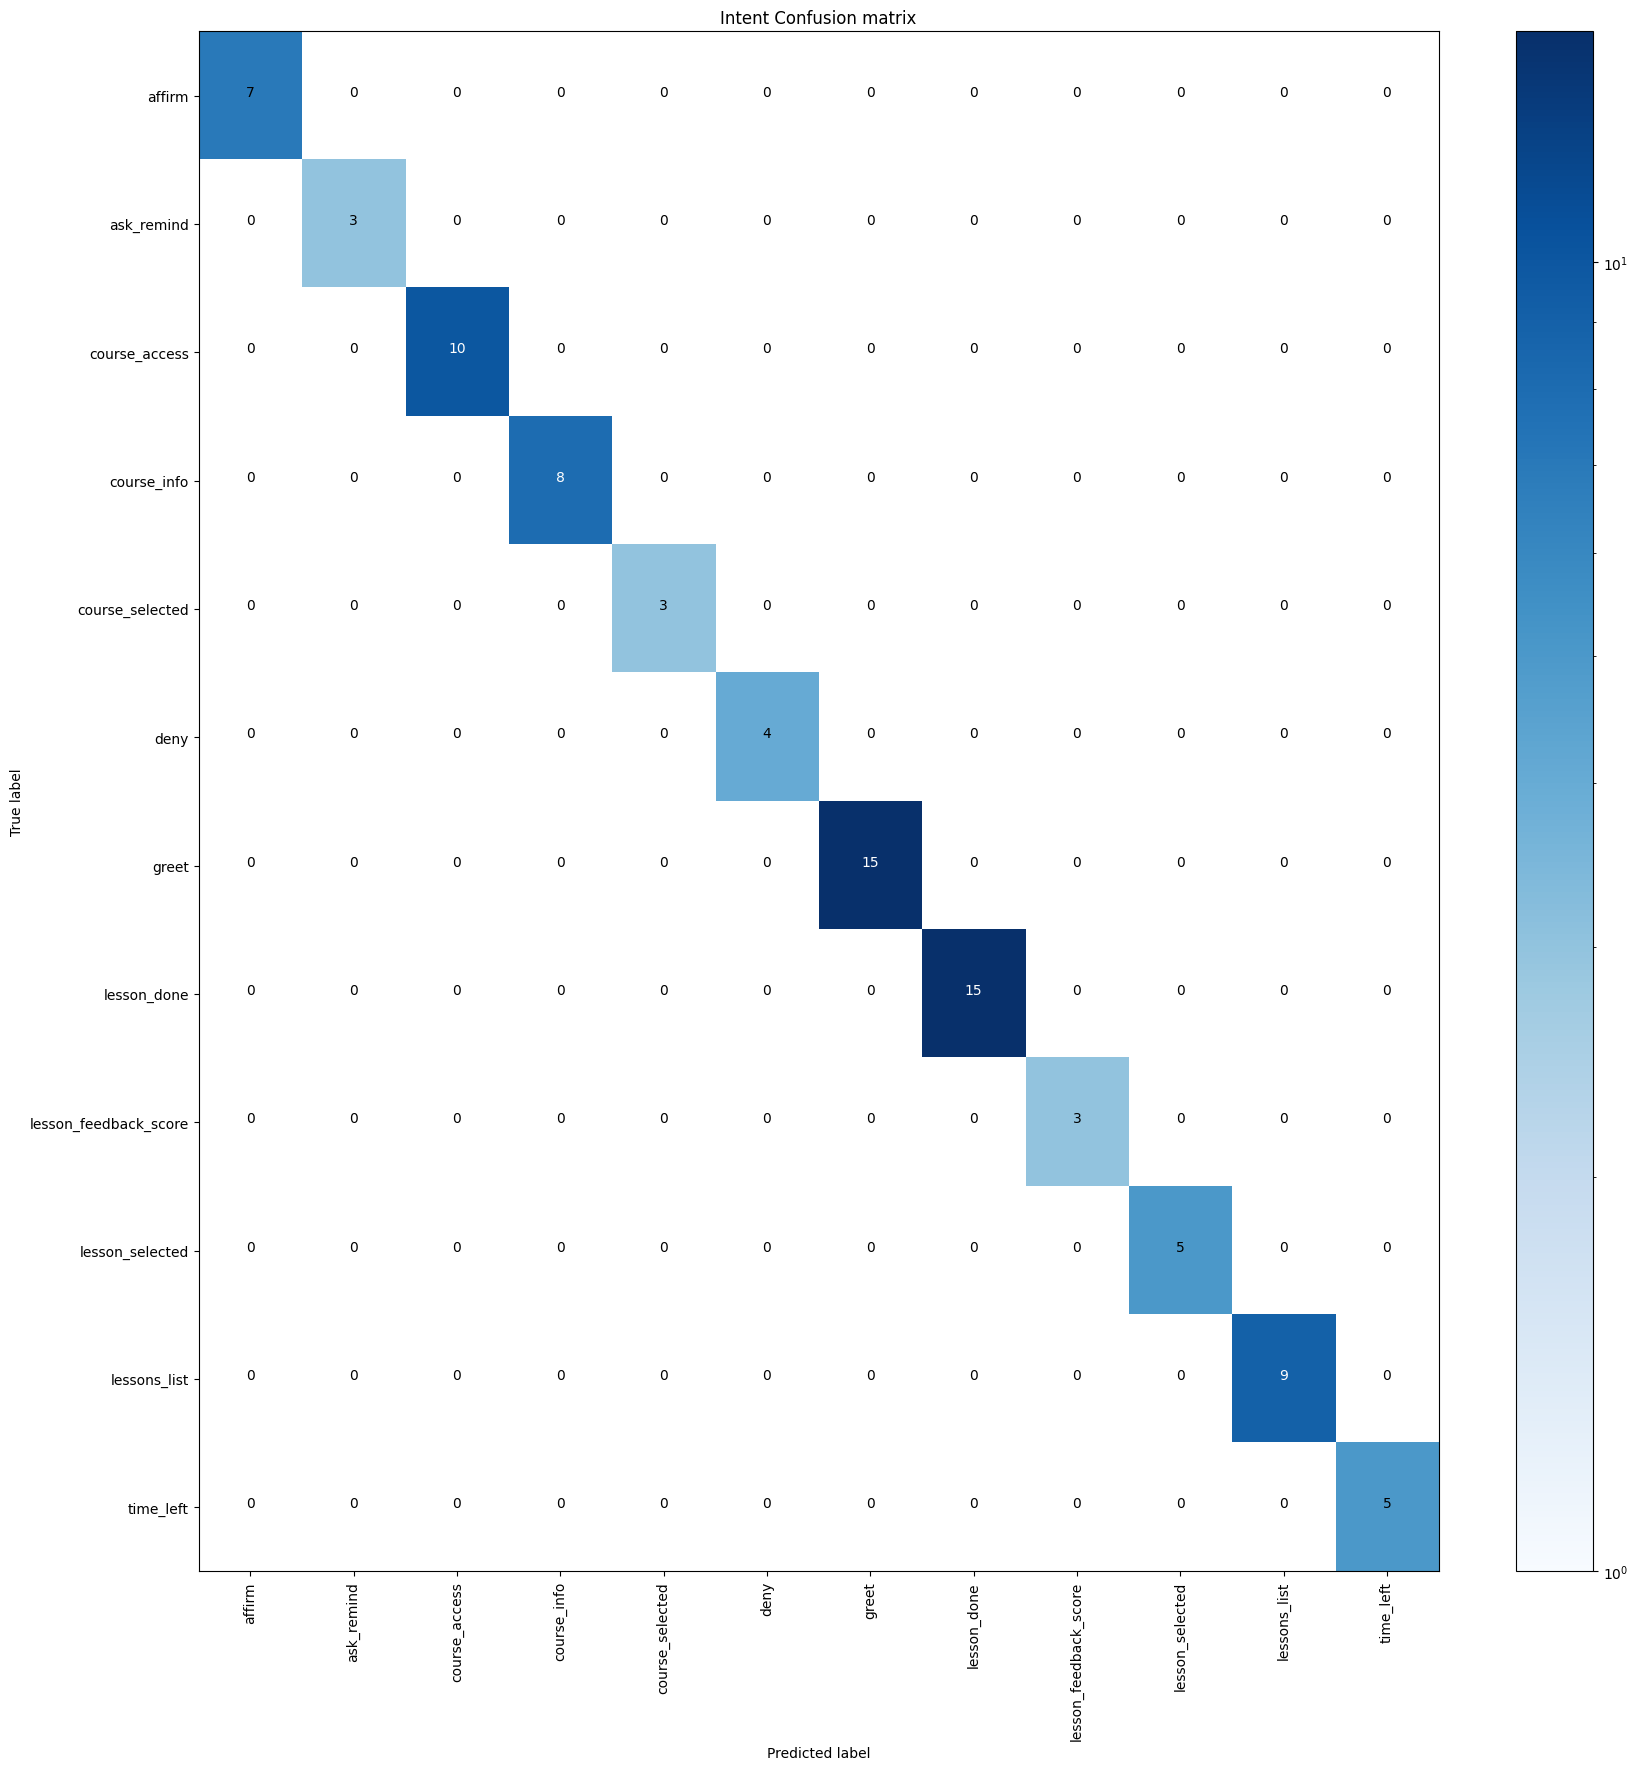 Intent Confusion matrix
affirm 7 0 0 0 0 0 0 0 0 0 0 0
ask_remind 0 3 0 0 0 0 0 0 0 0 0 0
course_access 0 0 10 0 0 0 0 0 0 0 0 0
course_info 0 0 0 8 0 0 0 0 0 0 0 0
course_selected 0 0 0 0 3 0 0 0 0 0 0 0
deny 0 0 0 0 0 4 0 0 0 0 0 0
greet 0 0 0 0 0 0 15 0 0 0 0 0
lesson_done 0 0 0 0 0 0 0 15 0 0 0 0
lesson_feedback_score 0 0 0 0 0 0 0 0 3 0 0 0
lesson_selected 0 0 0 0 0 0 0 0 0 5 0 0
lessons_list 0 0 0 0 0 0 0 0 0 0 9 0
time_left 0 0 0 0 0 0 0 0 0 0 0 5
True label
affirm
ask_remind
course_access
course_info
course_selected
deny
greet
lesson_done
lesson_feedback_score
lesson_selected
lessons_list
time_left
Predicted label
10¹
10⁰